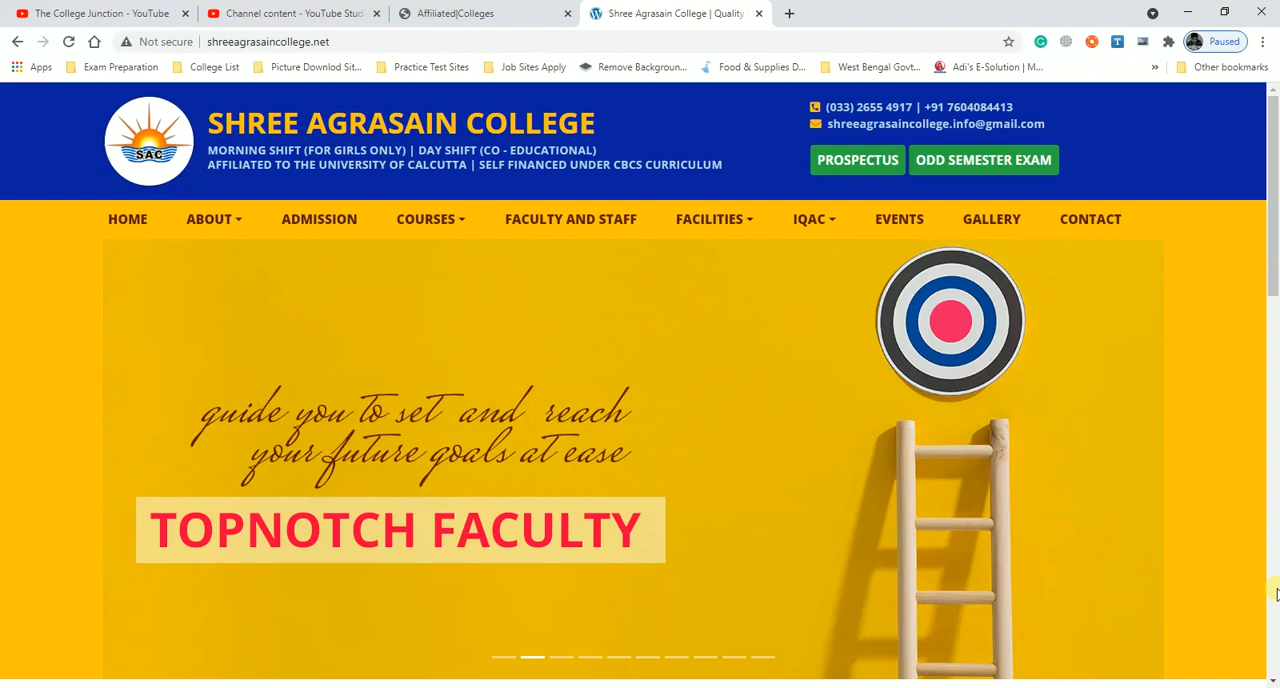 The College Junction - YouTube
Channel content - YouTube Stud
Affiliated|Colleges
Shree Agrasain College | Quality
Not secure
shreeagrasaincollege.net
Paused
Apps
Exam Preparation
College List
Picture Downlod Sit...
Practice Test Sites
Job Sites Apply
Remove Backgroun...
Food & Supplies D...
West Bengal Govt...
Adi's E-Solution | M...
Other bookmarks
SAC
SHREE AGRASAIN COLLEGE
MORNING SHIFT (FOR GIRLS ONLY) | DAY SHIFT (CO - EDUCATIONAL)
AFFILIATED TO THE UNIVERSITY OF CALCUTTA | SELF FINANCED UNDER CBCS CURRICULUM
(033) 2655 4917 | +91 7604084413
shreeagrasaincollege.info@gmail.com
PROSPECTUS
ODD SEMESTER EXAM
HOME
ABOUT
ADMISSION
COURSES
FACULTY AND STAFF
FACILITIES
IQAC
EVENTS
GALLERY
CONTACT
guide you to set and reach
your future goals at ease
TOPNOTCH FACULTY